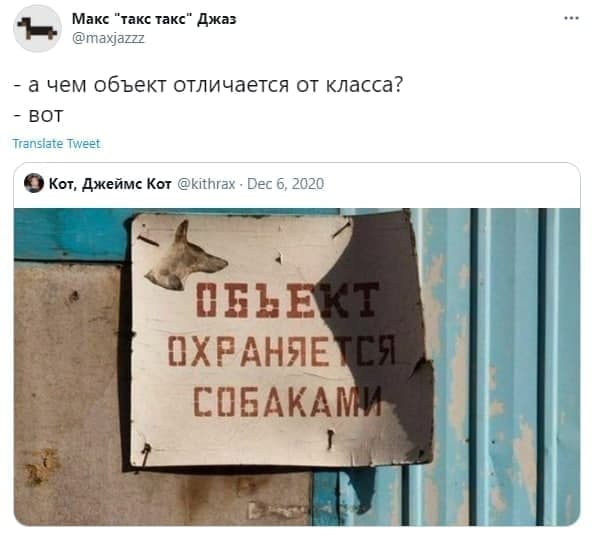 Макс "такс такс" Джаз
@maxjazzz
- а чем объект отличается от класса?
- вот
Translate Tweet
Кот, Джеймс Кот @kithrax · Dec 6, 2020
ОБЪЕКТ
ОХРАНЯЕТСЯ
СОБАКАМИ